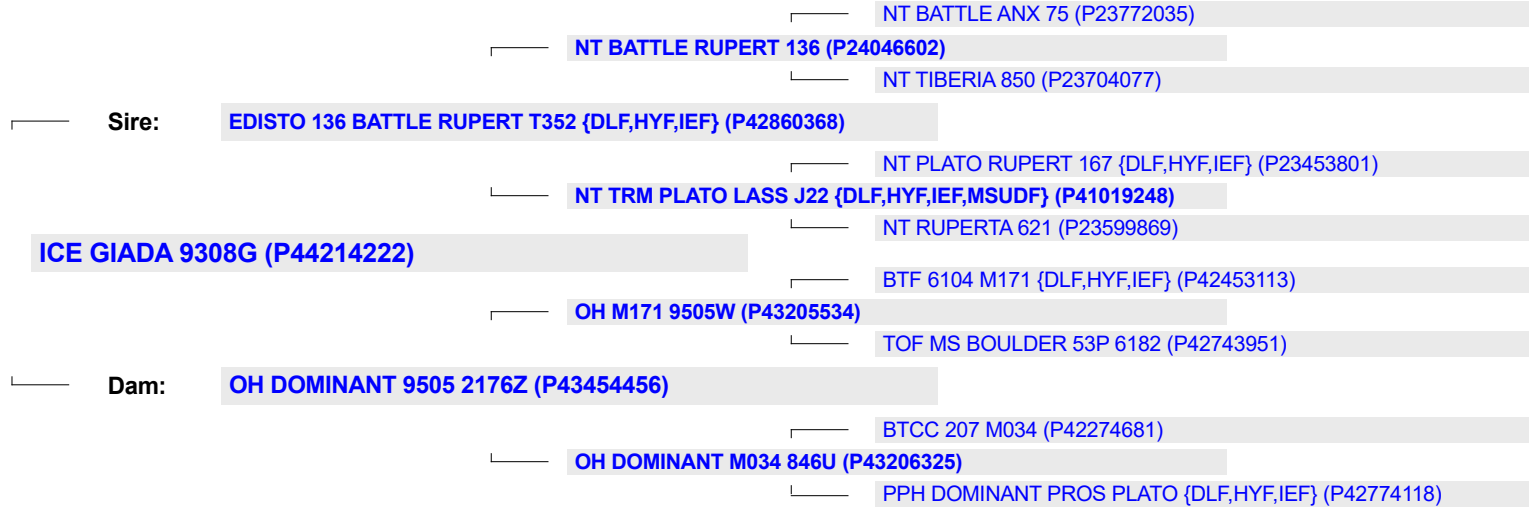 NT BATTLE ANX 75 (P23772035)
NT BATTLE RUPERT 136 (P24046602)
NT TIBERIA 850 (P23704077)
Sire: EDISTO 136 BATTLE RUPERT T352 {DLF,HYF,IEF} (P42860368)
NT PLATO RUPERT 167 {DLF,HYF,IEF} (P23453801)
NT TRM PLATO LASS J22 {DLF,HYF,IEF,MSUDF} (P41019248)
NT RUPERTA 621 (P23599869)
ICE GIADA 9308G (P44214222)
BTF 6104 M171 {DLF,HYF,IEF} (P42453113)
OH M171 9505W (P43205534)
TOF MS BOULDER 53P 6182 (P42743951)
Dam: OH DOMINANT 9505 2176Z (P43454456)
BTCC 207 M034 (P42274681)
OH DOMINANT M034 846U (P43206325)
PPH DOMINANT PROS PLATO {DLF,HYF,IEF} (P42774118)